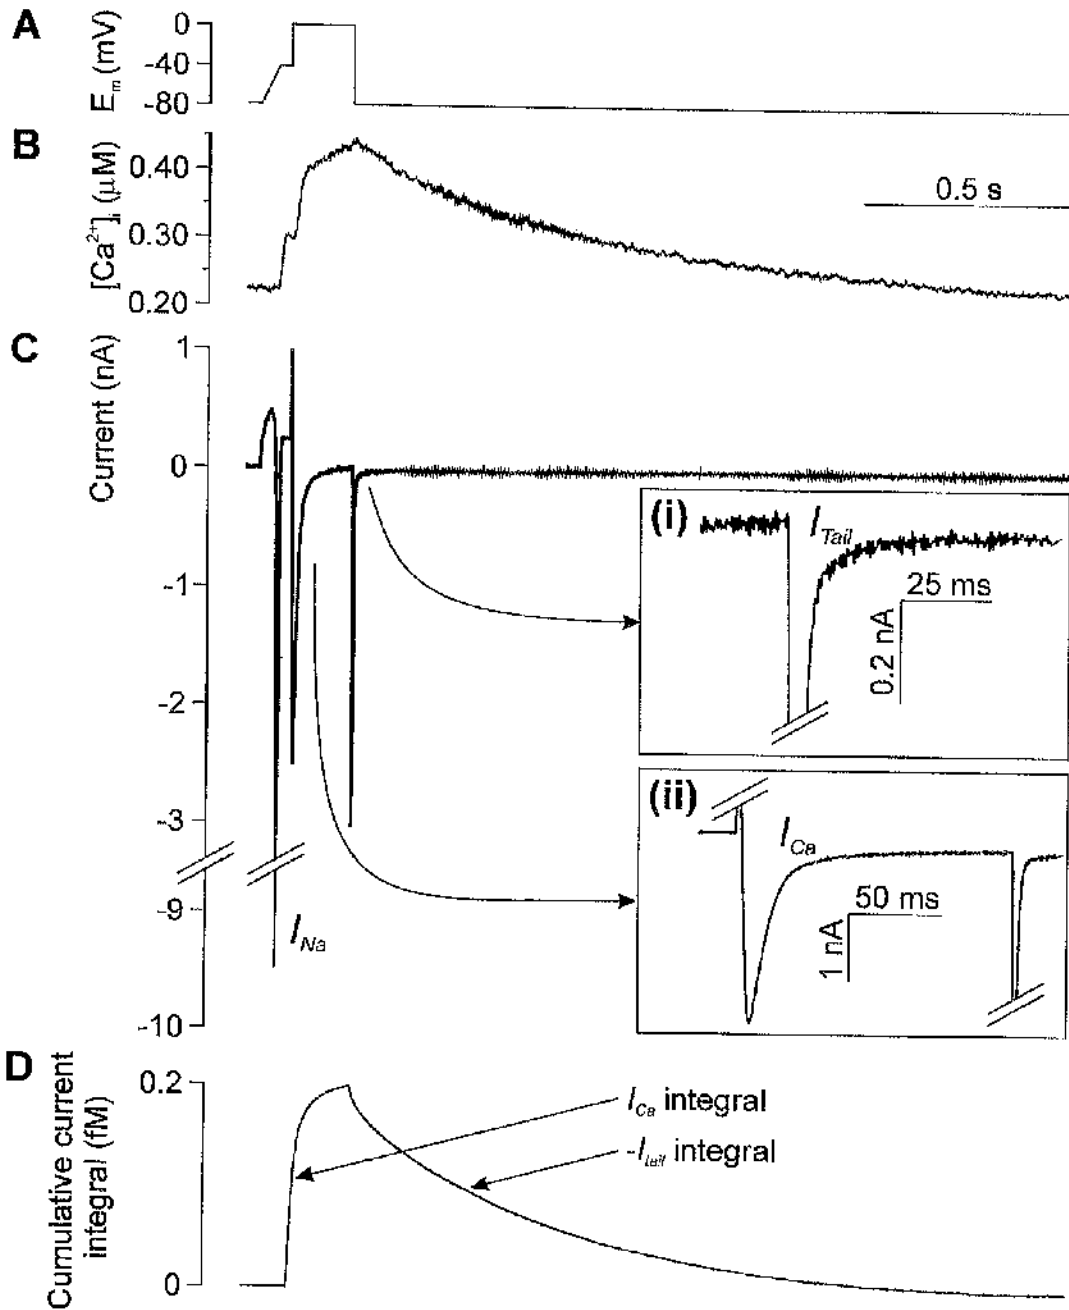 A
E_m (mV)
0
-40
-80
B
[Ca²⁺]ᵢ (μM)
0.40
0.30
0.20
0.5 s
C
Current (nA)
1
0
-1
-2
-3
-9
-10
I_Na
(i)
I_Tail
25 ms
0.2 nA
(ii)
I_Ca
50 ms
1 nA
D
Cumulative current
integral (fM)
0.2
0
I_Ca integral
-I_tail integral